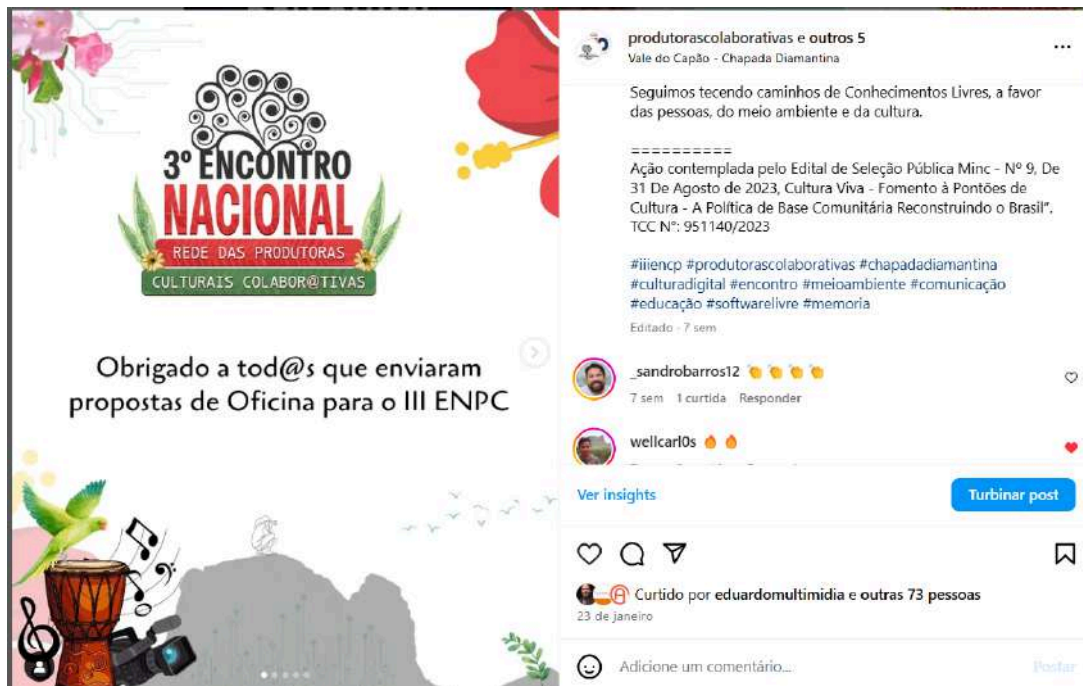 3º ENCONTRO
NACIONAL
REDE DAS PRODUTORAS
CULTURAIS COLABOR@TIVAS
Obrigado a tod@s que enviaram
propostas de Oficina para o III ENPC
produtorascolaborativas e outros 5
Vale do Capão - Chapada Diamantina
Seguimos tecendo caminhos de Conhecimentos Livres, a favor
das pessoas, do meio ambiente e da cultura.
==========
Ação contemplada pelo Edital de Seleção Pública Minc - Nº 9, De
31 De Agosto de 2023, Cultura Viva - Fomento à Pontões de
Cultura - A Política de Base Comunitária Reconstruindo o Brasil”.
TCC N°: 951140/2023
#iiiencp #produtorascolaborativas #chapadadiamantina
#culturadigital #encontro #meioambiente #comunicação
#educação #softwarelivre #memoria
Editado · 7 sem
_sandrobarros12 👏 👏 👏 👏
7 sem 1 curtida Responder
wellcarl0s 🔥 🔥
Ver insights
Turbinar post
Curtido por eduardomultimidia e outras 73 pessoas
23 de janeiro
Adicione um comentário...
Postar